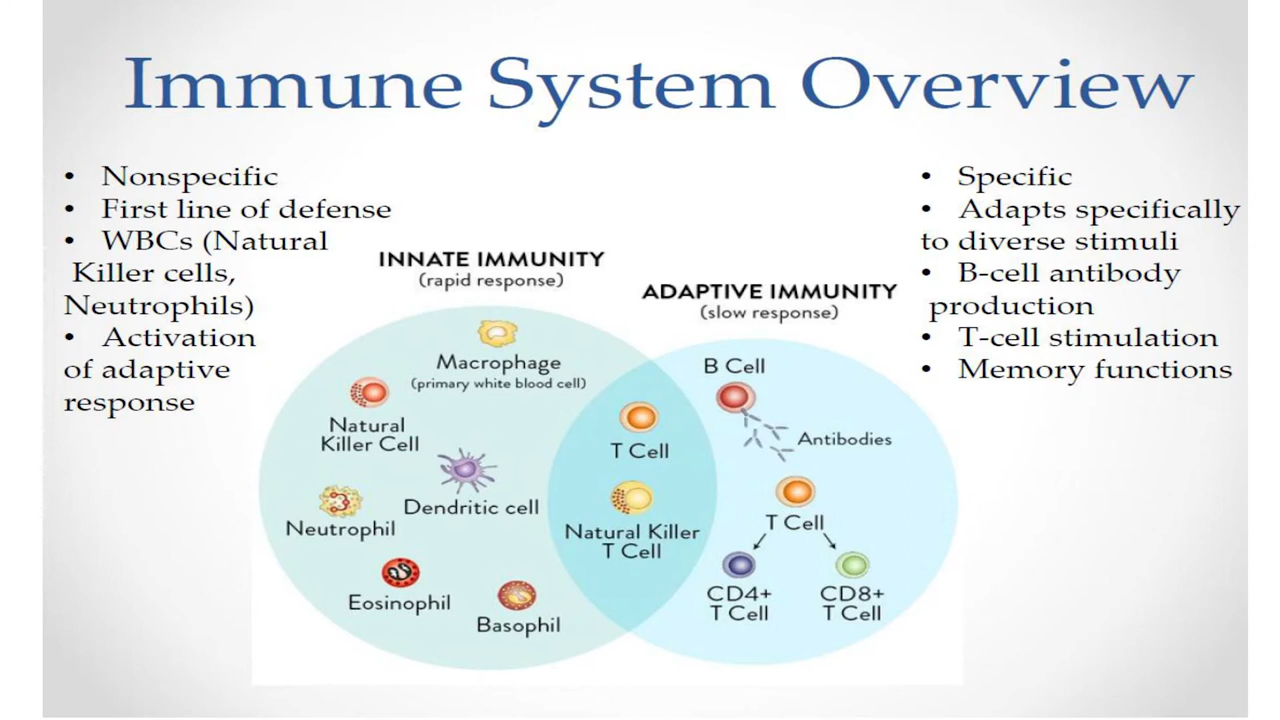 Immune System Overview
• Nonspecific
• First line of defense
• WBCs (Natural
Killer cells,
Neutrophils)
• Activation
of adaptive
response
• Specific
• Adapts specifically
to diverse stimuli
• B-cell antibody
production
• T-cell stimulation
• Memory functions
INNATE IMMUNITY
(rapid response)
ADAPTIVE IMMUNITY
(slow response)
Macrophage
(primary white blood cell)
Natural
Killer Cell
Dendritic cell
Neutrophil
Eosinophil
Basophil
T Cell
Natural Killer
T Cell
B Cell
Antibodies
T Cell
CD4+
T Cell
CD8+
T Cell